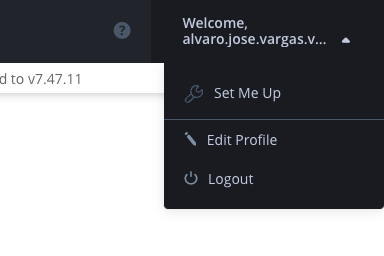 Welcome,
alvaro.jose.vargas.v...
d to v7.47.11
Set Me Up
Edit Profile
Logout